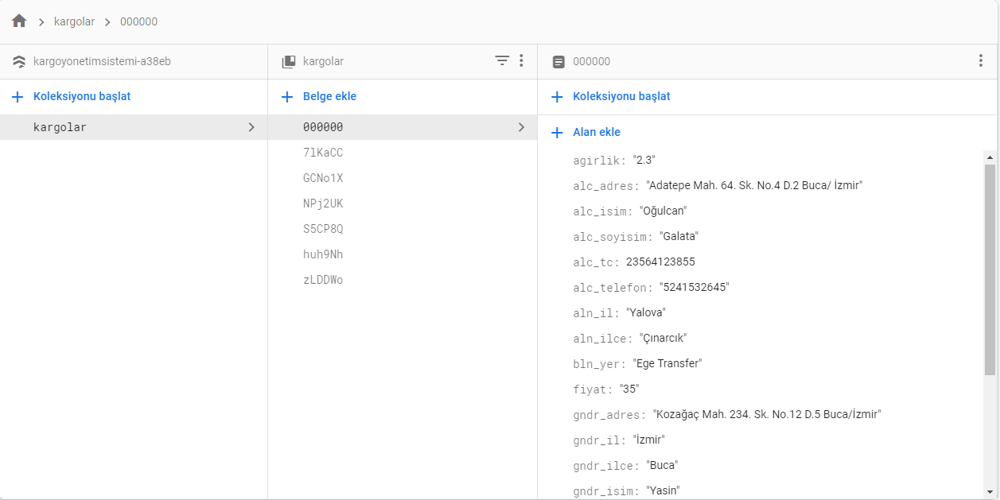 kargolar 000000
kargoyonetimsistemi-a38eb
Koleksiyonu başlat
kargolar
kargolar
Belge ekle
000000
7lKaCC
GCNo1X
NPj2UK
S5CP8Q
huh9Nh
zLDDWo
000000
Koleksiyonu başlat
Alan ekle
agirlik: "2.3"
alc_adres: "Adatepe Mah. 64. Sk. No.4 D.2 Buca/ İzmir"
alc_isim: "Oğulcan"
alc_soyisim: "Galata"
alc_tc: 23564123855
alc_telefon: "5241532645"
aln_il: "Yalova"
aln_ilce: "Çınarcık"
bln_yer: "Ege Transfer"
fiyat: "35"
gndr_adres: "Kozağaç Mah. 234. Sk. No.12 D.5 Buca/İzmir"
gndr_il: "İzmir"
gndr_ilce: "Buca"
gndr_isim: "Yasin"